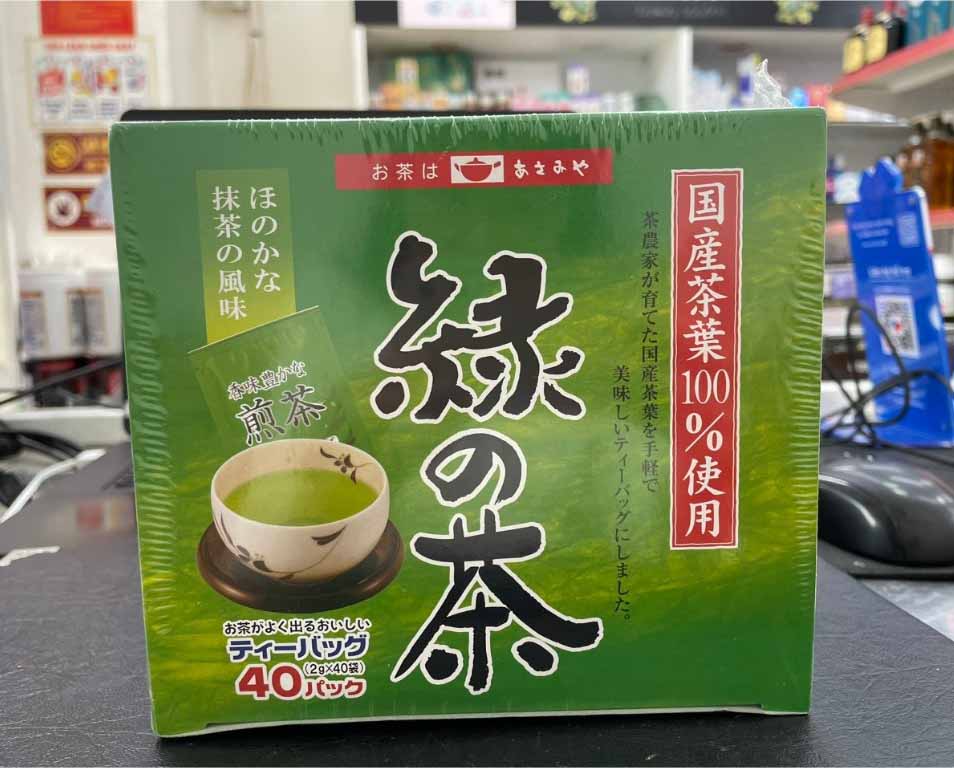 お茶は あさみや
国産茶葉100%使用
茶農家が育てた国産茶葉を手軽で
美味しいティーバッグにしました。
緑の茶
ほのかな
抹茶の風味
香味豊かな
煎茶
お茶がよく出るおいしい
ティーバッグ
(2g×40袋)
40パック